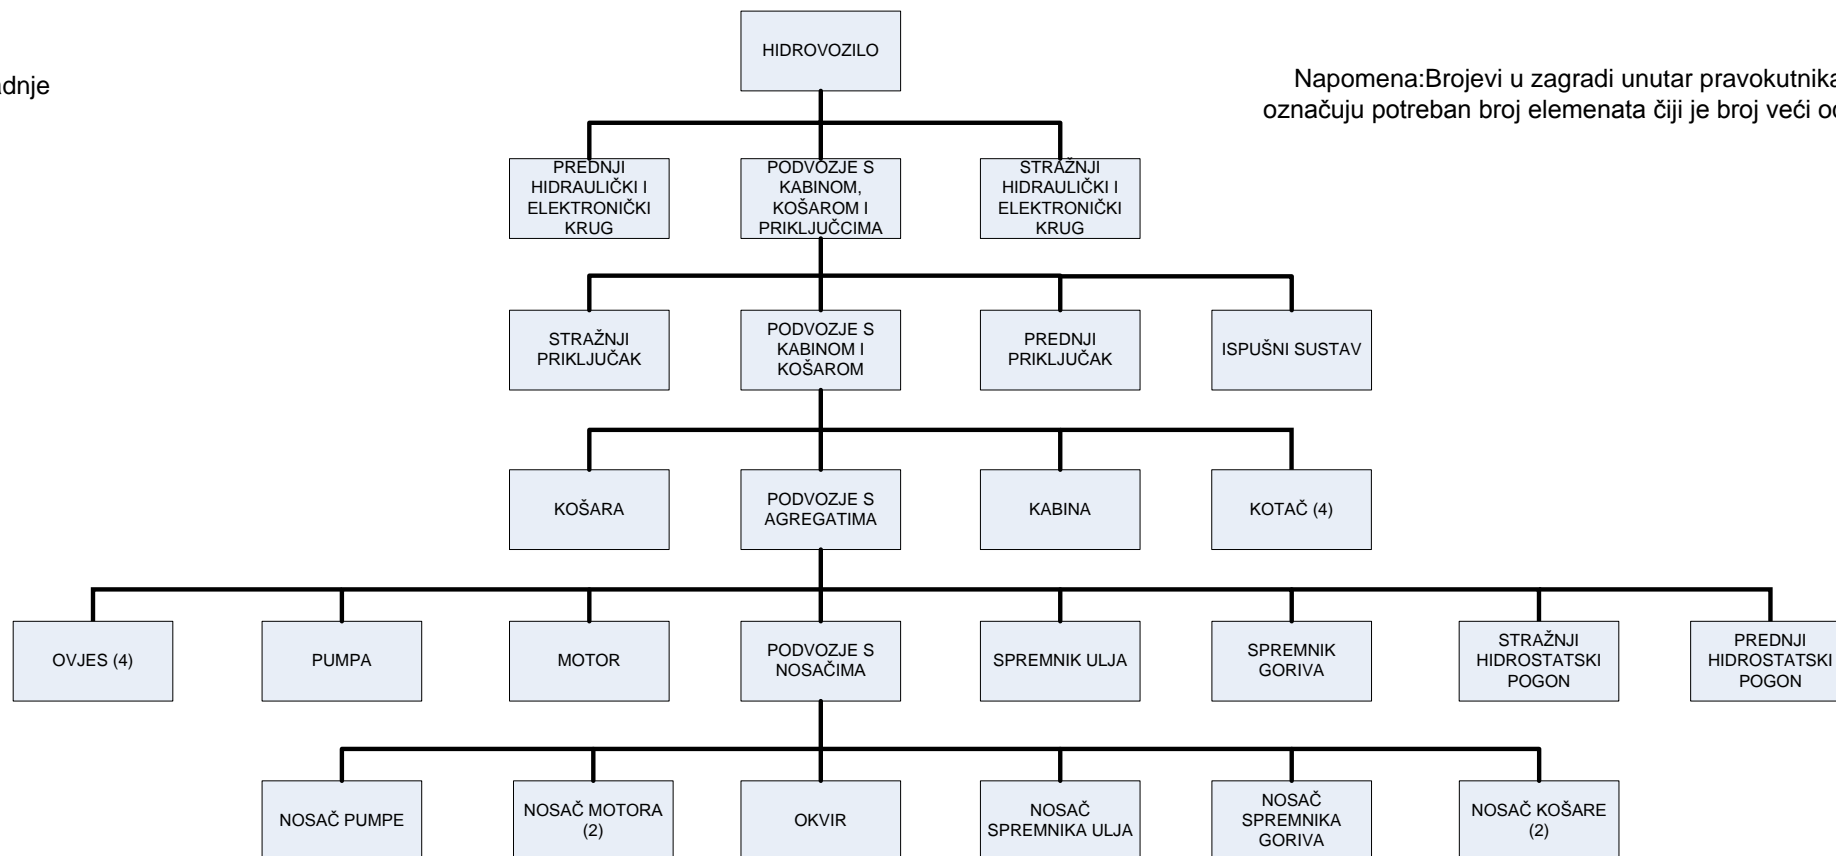 HIDROVOZILO
adnje
Napomena:Brojevi u zagradi unutar pravokutnika
označuju potreban broj elemenata čiji je broj veći od
PREDNJI
HIDRAULIČKI I
ELEKTRONIČKI
KRUG
PODVOZJE S
KABINOM,
KOŠAROM I
PRIKLJUČCIMA
STRAŽNJI
HIDRAULIČKI I
ELEKTRONIČKI
KRUG
STRAŽNJI
PRIKLJUČAK
PODVOZJE S
KABINOM I
KOŠAROM
PREDNJI
PRIKLJUČAK
ISPUŠNI SUSTAV
KOŠARA
PODVOZJE S
AGREGATIMA
KABINA
KOTAČ (4)
OVJES (4)
PUMPA
MOTOR
PODVOZJE S
NOSAČIMA
SPREMNIK ULJA
SPREMNIK
GORIVA
STRAŽNJI
HIDROSTATSKI
POGON
PREDNJI
HIDROSTATSKI
POGON
NOSAČ PUMPE
NOSAČ MOTORA
(2)
OKVIR
NOSAČ
SPREMNIKA ULJA
NOSAČ
SPREMNIKA
GORIVA
NOSAČ KOŠARE
(2)